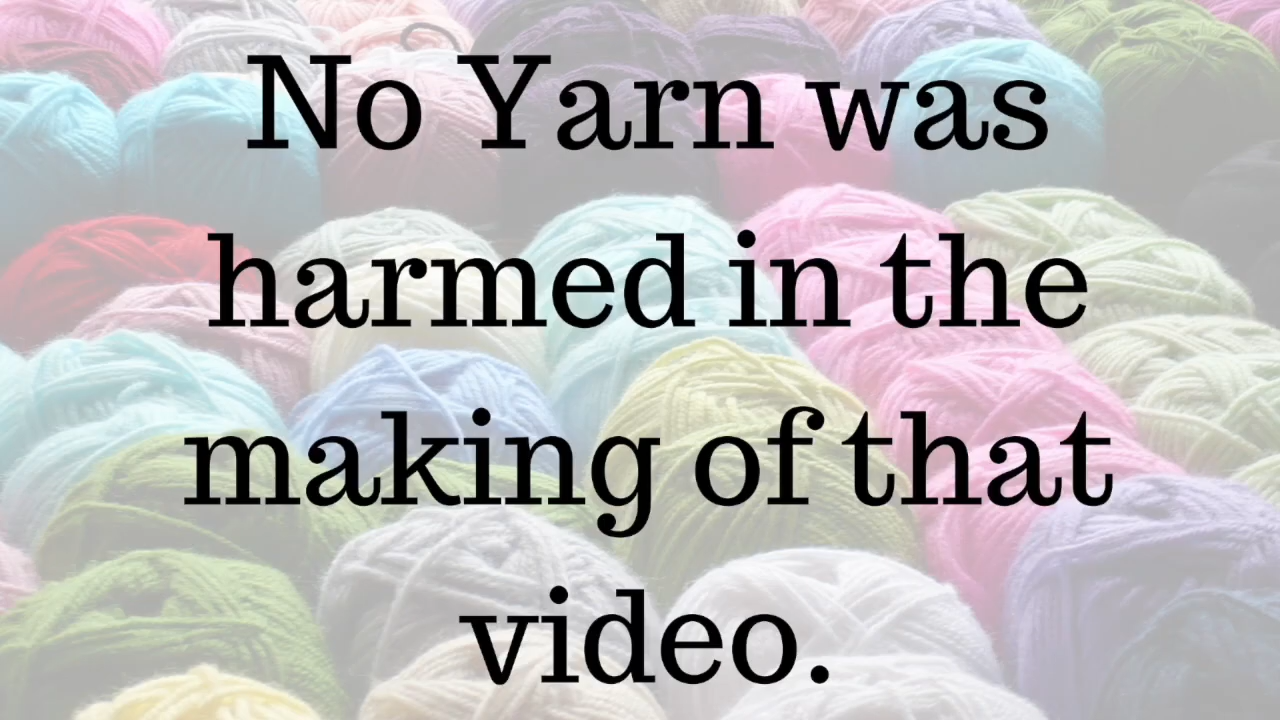 No Yarn was
harmed in the
making of that
video.